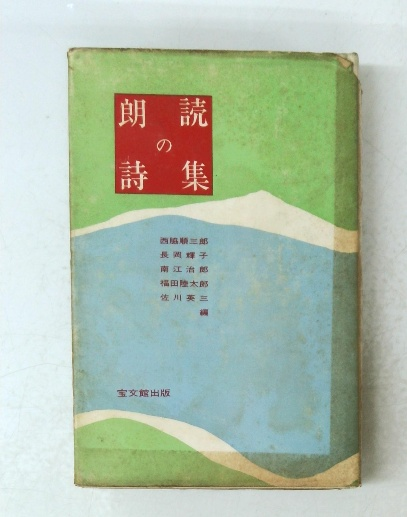 朗読
の
詩集
西脇順三郎
長岡輝子
南江治郎
福田陸太郎
佐川英三
編
宝文館出版